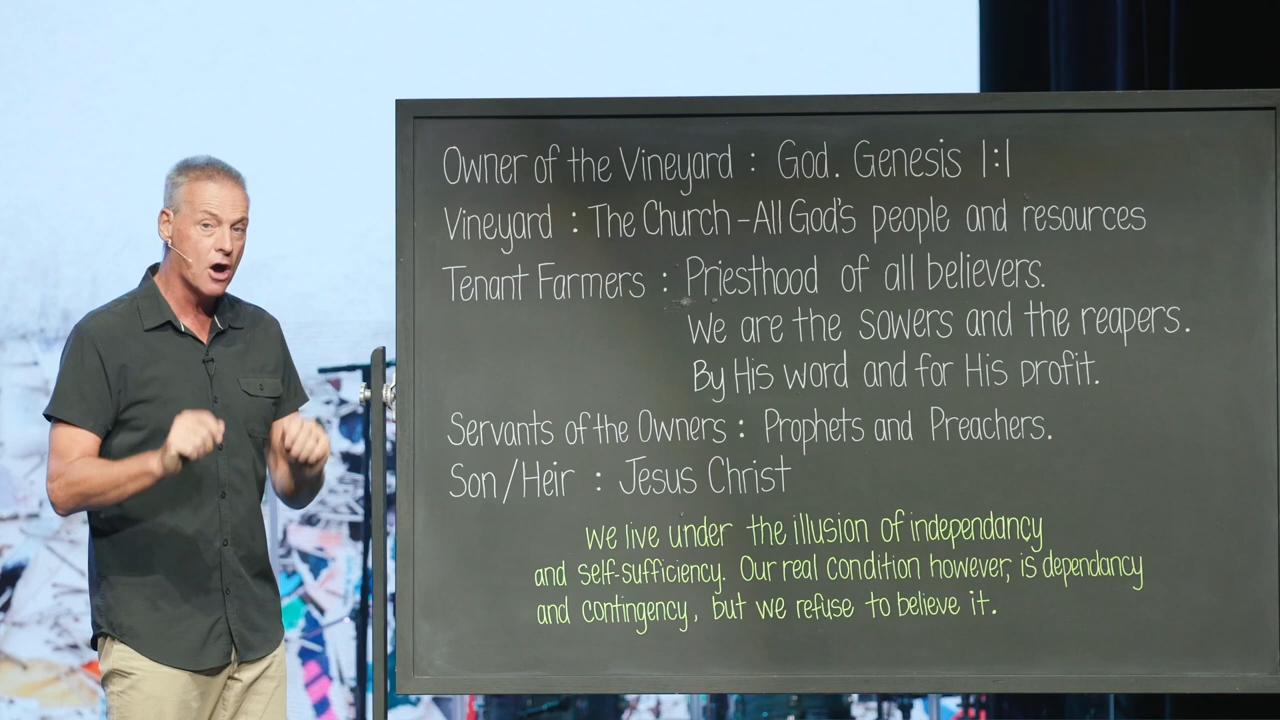 Owner of the Vineyard : God. Genesis 1:1
Vineyard : The Church - All God's people and resources
Tenant Farmers : Priesthood of all believers.
We are the sowers and the reapers.
By His word and for His profit.
Servants of the Owners : Prophets and Preachers.
Son/Heir : Jesus Christ
We live under the illusion of independancy
and self-sufficiency. Our real condition however, is dependancy
and contingency, but we refuse to believe it.